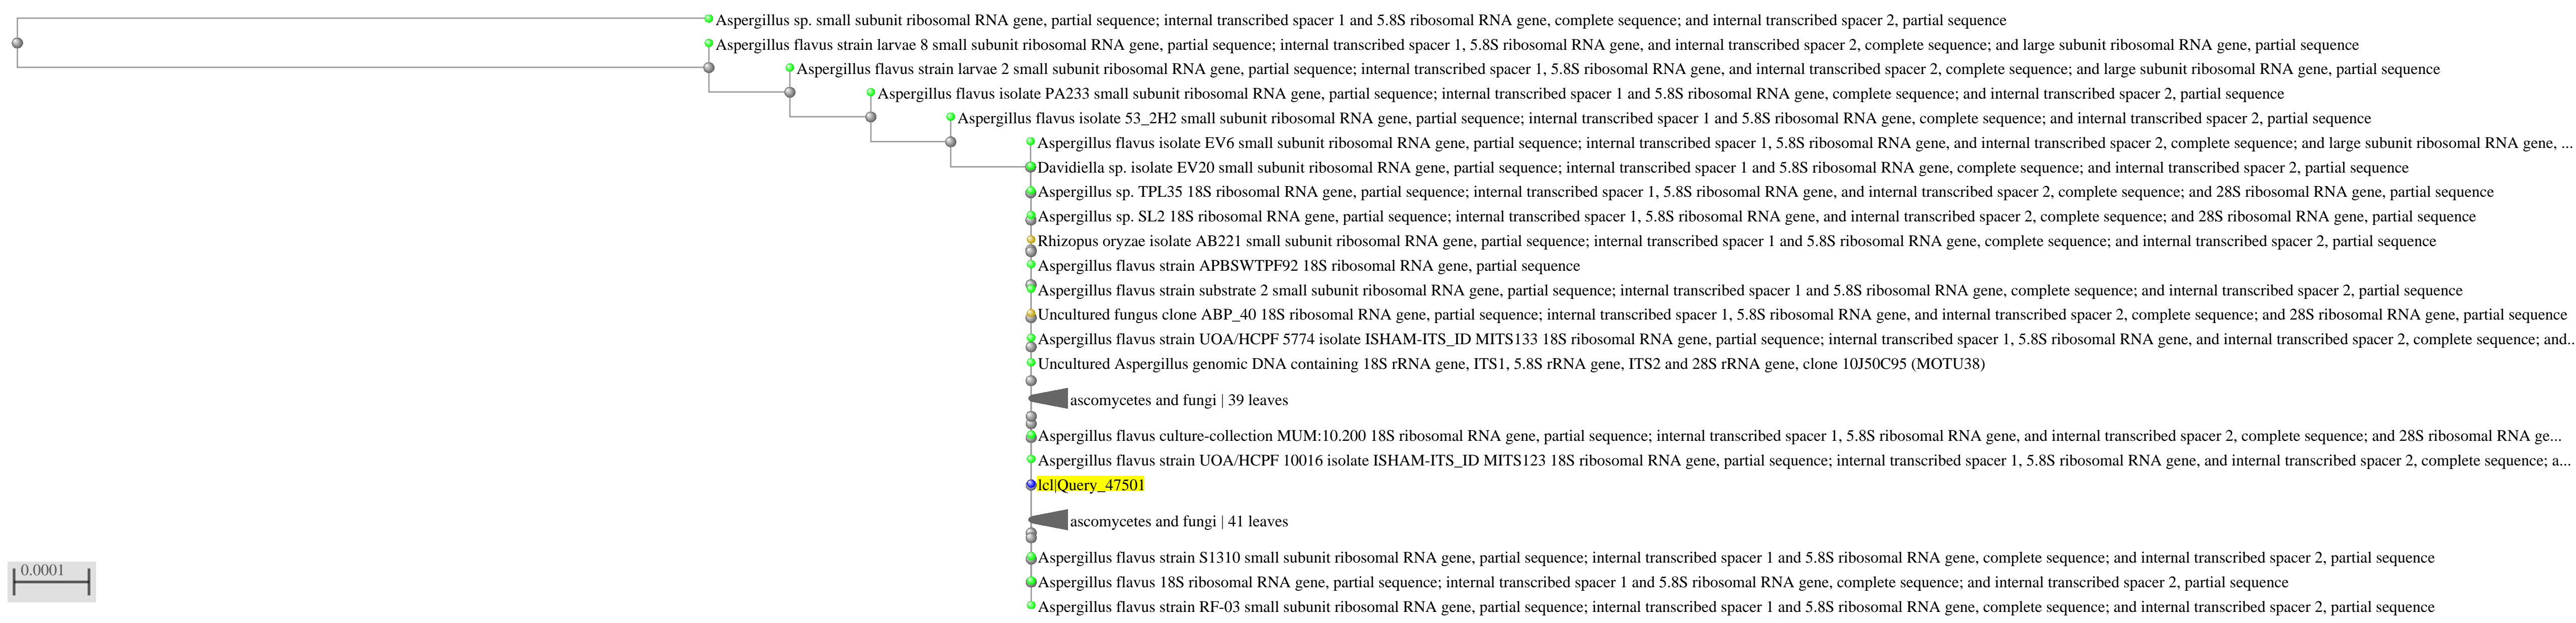 Aspergillus sp. small subunit ribosomal RNA gene, partial sequence; internal transcribed spacer 1 and 5.8S ribosomal RNA gene, complete sequence; and internal transcribed spacer 2, partial sequence
Aspergillus flavus strain larvae 8 small subunit ribosomal RNA gene, partial sequence; internal transcribed spacer 1, 5.8S ribosomal RNA gene, and internal transcribed spacer 2, complete sequence; and large subunit ribosomal RNA gene, partial sequence
Aspergillus flavus strain larvae 2 small subunit ribosomal RNA gene, partial sequence; internal transcribed spacer 1, 5.8S ribosomal RNA gene, and internal transcribed spacer 2, complete sequence; and large subunit ribosomal RNA gene, partial sequence
Aspergillus flavus isolate PA233 small subunit ribosomal RNA gene, partial sequence; internal transcribed spacer 1 and 5.8S ribosomal RNA gene, complete sequence; and internal transcribed spacer 2, partial sequence
Aspergillus flavus isolate 53_2H2 small subunit ribosomal RNA gene, partial sequence; internal transcribed spacer 1 and 5.8S ribosomal RNA gene, complete sequence; and internal transcribed spacer 2, partial sequence
Aspergillus flavus isolate EV6 small subunit ribosomal RNA gene, partial sequence; internal transcribed spacer 1, 5.8S ribosomal RNA gene, and internal transcribed spacer 2, complete sequence; and large subunit ribosomal RNA gene, ...
Davidiella sp. isolate EV20 small subunit ribosomal RNA gene, partial sequence; internal transcribed spacer 1 and 5.8S ribosomal RNA gene, complete sequence; and internal transcribed spacer 2, partial sequence
Aspergillus sp. TPL35 18S ribosomal RNA gene, partial sequence; internal transcribed spacer 1, 5.8S ribosomal RNA gene, and internal transcribed spacer 2, complete sequence; and 28S ribosomal RNA gene, partial sequence
Aspergillus sp. SL2 18S ribosomal RNA gene, partial sequence; internal transcribed spacer 1, 5.8S ribosomal RNA gene, and internal transcribed spacer 2, complete sequence; and 28S ribosomal RNA gene, partial sequence
Rhizopus oryzae isolate AB221 small subunit ribosomal RNA gene, partial sequence; internal transcribed spacer 1 and 5.8S ribosomal RNA gene, complete sequence; and internal transcribed spacer 2, partial sequence
Aspergillus flavus strain APBSWTPF92 18S ribosomal RNA gene, partial sequence
Aspergillus flavus strain substrate 2 small subunit ribosomal RNA gene, partial sequence; internal transcribed spacer 1 and 5.8S ribosomal RNA gene, complete sequence; and internal transcribed spacer 2, partial sequence
Uncultured fungus clone ABP_40 18S ribosomal RNA gene, partial sequence; internal transcribed spacer 1, 5.8S ribosomal RNA gene, and internal transcribed spacer 2, complete sequence; and 28S ribosomal RNA gene, partial sequence
Aspergillus flavus strain UOA/HCPF 5774 isolate ISHAM-ITS_ID MITS133 18S ribosomal RNA gene, partial sequence; internal transcribed spacer 1, 5.8S ribosomal RNA gene, and internal transcribed spacer 2, complete sequence; and...
Uncultured Aspergillus genomic DNA containing 18S rRNA gene, ITS1, 5.8S rRNA gene, ITS2 and 28S rRNA gene, clone 10J50C95 (MOTU38)
ascomycetes and fungi | 39 leaves
Aspergillus flavus culture-collection MUM:10.200 18S ribosomal RNA gene, partial sequence; internal transcribed spacer 1, 5.8S ribosomal RNA gene, and internal transcribed spacer 2, complete sequence; and 28S ribosomal RNA ge...
Aspergillus flavus strain UOA/HCPF 10016 isolate ISHAM-ITS_ID MITS123 18S ribosomal RNA gene, partial sequence; internal transcribed spacer 1, 5.8S ribosomal RNA gene, and internal transcribed spacer 2, complete sequence; a...
lcl|Query_47501
ascomycetes and fungi | 41 leaves
Aspergillus flavus strain S1310 small subunit ribosomal RNA gene, partial sequence; internal transcribed spacer 1 and 5.8S ribosomal RNA gene, complete sequence; and internal transcribed spacer 2, partial sequence
0.0001
Aspergillus flavus 18S ribosomal RNA gene, partial sequence; internal transcribed spacer 1 and 5.8S ribosomal RNA gene, complete sequence; and internal transcribed spacer 2, partial sequence
Aspergillus flavus strain RF-03 small subunit ribosomal RNA gene, partial sequence; internal transcribed spacer 1 and 5.8S ribosomal RNA gene, complete sequence; and internal transcribed spacer 2, partial sequence